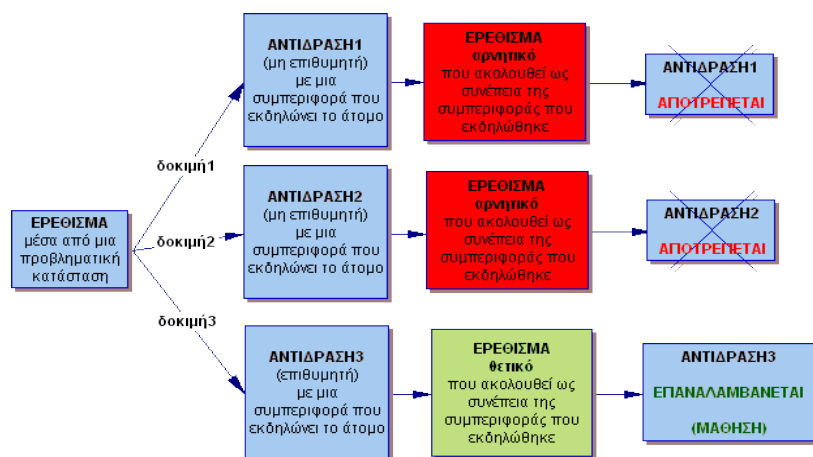 ΕΡΕΘΙΣΜΑ
μέσα από μια
προβληματική
κατάσταση
δοκιμή1
ΑΝΤΙΔΡΑΣΗ1
(μη επιθυμητή)
με μια
συμπεριφορά που
εκδηλώνει το άτομο
ΕΡΕΘΙΣΜΑ
αρνητικό
που ακολουθεί ως
συνέπεια της
συμπεριφοράς που
εκδηλώθηκε
ΑΝΤΙΔΡΑΣΗ1
ΑΠΟΤΡΕΠΕΤΑΙ
δοκιμή2
ΑΝΤΙΔΡΑΣΗ2
(μη επιθυμητή)
με μια
συμπεριφορά που
εκδηλώνει το άτομο
ΕΡΕΘΙΣΜΑ
αρνητικό
που ακολουθεί ως
συνέπεια της
συμπεριφοράς που
εκδηλώθηκε
ΑΝΤΙΔΡΑΣΗ2
ΑΠΟΤΡΕΠΕΤΑΙ
δοκιμή3
ΑΝΤΙΔΡΑΣΗ3
(επιθυμητή)
με μια
συμπεριφορά που
εκδηλώνει το άτομο
ΕΡΕΘΙΣΜΑ
θετικό
που ακολουθεί ως
συνέπεια της
συμπεριφοράς που
εκδηλώθηκε
ΑΝΤΙΔΡΑΣΗ3
ΕΠΑΝΑΛΑΜΒΑΝΕΤΑΙ
(ΜΑΘΗΣΗ)